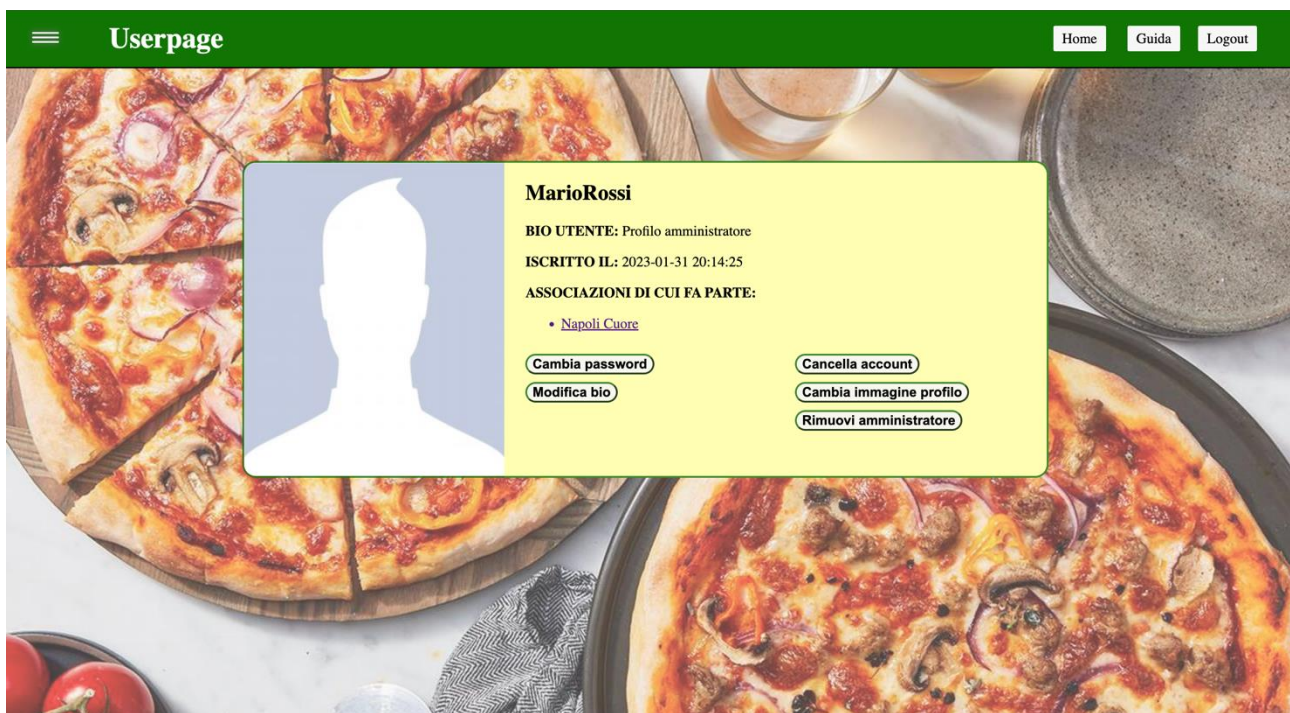 Userpage
Home
Guida
Logout
MarioRossi
BIO UTENTE: Profilo amministratore
ISCRITTO IL: 2023-01-31 20:14:25
ASSOCIAZIONI DI CUI FA PARTE:
• Napoli Cuore
Cambia password
Cancella account
Modifica bio
Cambia immagine profilo
Rimuovi amministratore